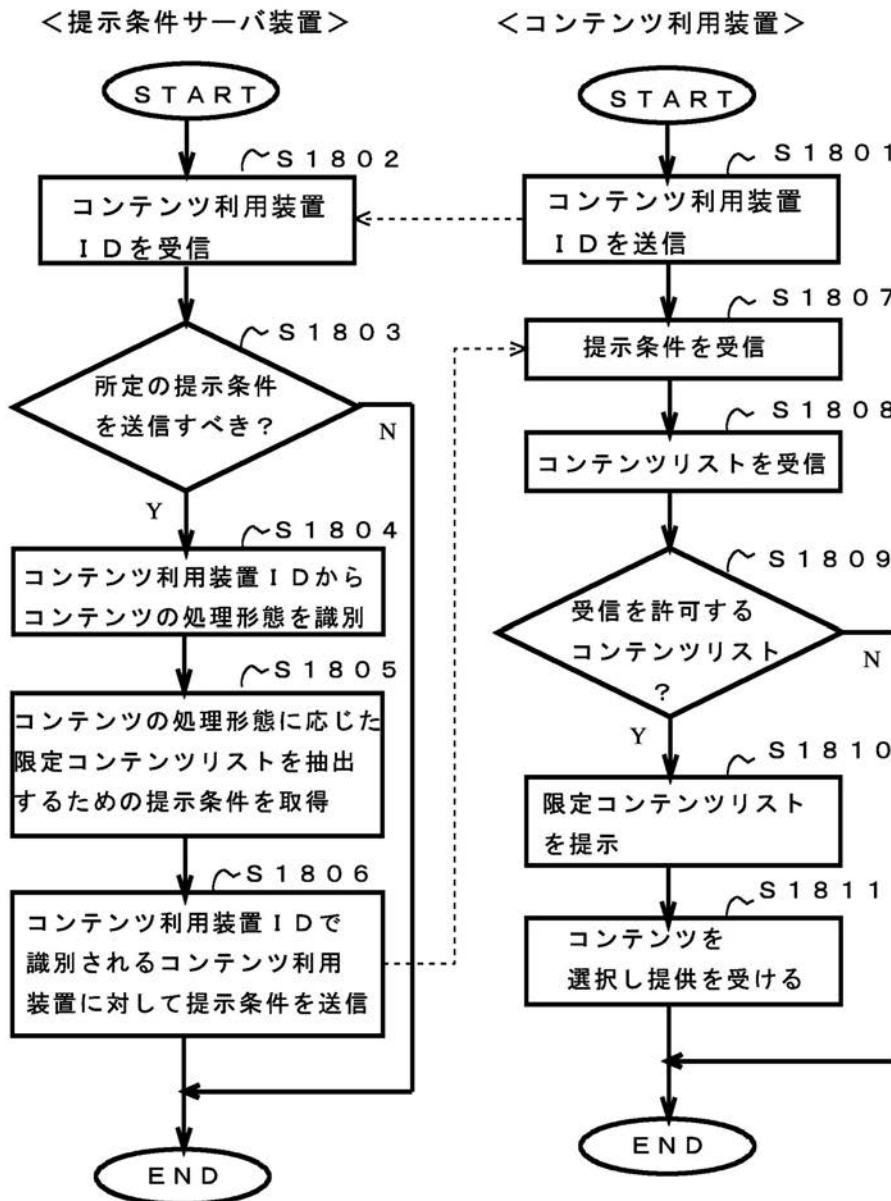 ＜提示条件サーバ装置＞
ＳＴＡＲＴ
Ｓ１８０２
コンテンツ利用装置
ＩＤを受信
Ｓ１８０３
所定の提示条件
を送信すべき？
N
Y
Ｓ１８０４
コンテンツ利用装置ＩＤから
コンテンツの処理形態を識別
Ｓ１８０５
コンテンツの処理形態に応じた
限定コンテンツリストを抽出
するための提示条件を取得
Ｓ１８０６
コンテンツ利用装置ＩＤで
識別されるコンテンツ利用
装置に対して提示条件を送信
ＥＮＤ
＜コンテンツ利用装置＞
ＳＴＡＲＴ
Ｓ１８０１
コンテンツ利用装置
ＩＤを送信
Ｓ１８０７
提示条件を受信
Ｓ１８０８
コンテンツリストを受信
Ｓ１８０９
受信を許可する
コンテンツリスト
？
N
Y
Ｓ１８１０
限定コンテンツリスト
を提示
Ｓ１８１１
コンテンツを
選択し提供を受ける
ＥＮＤ